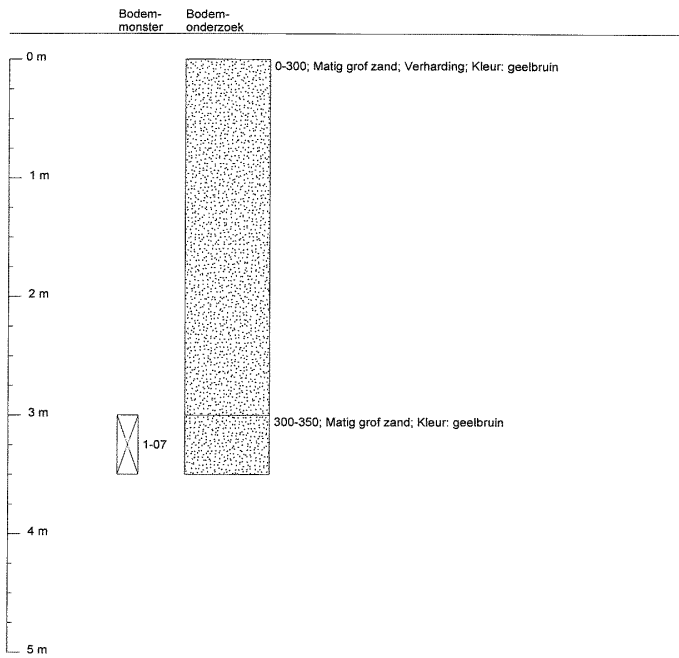 Bodem-
monster
Bodem-
onderzoek
0 m
0-300; Matig grof zand; Verharding; Kleur: geelbruin
1 m
2 m
3 m
300-350; Matig grof zand; Kleur: geelbruin
1-07
4 m
5 m